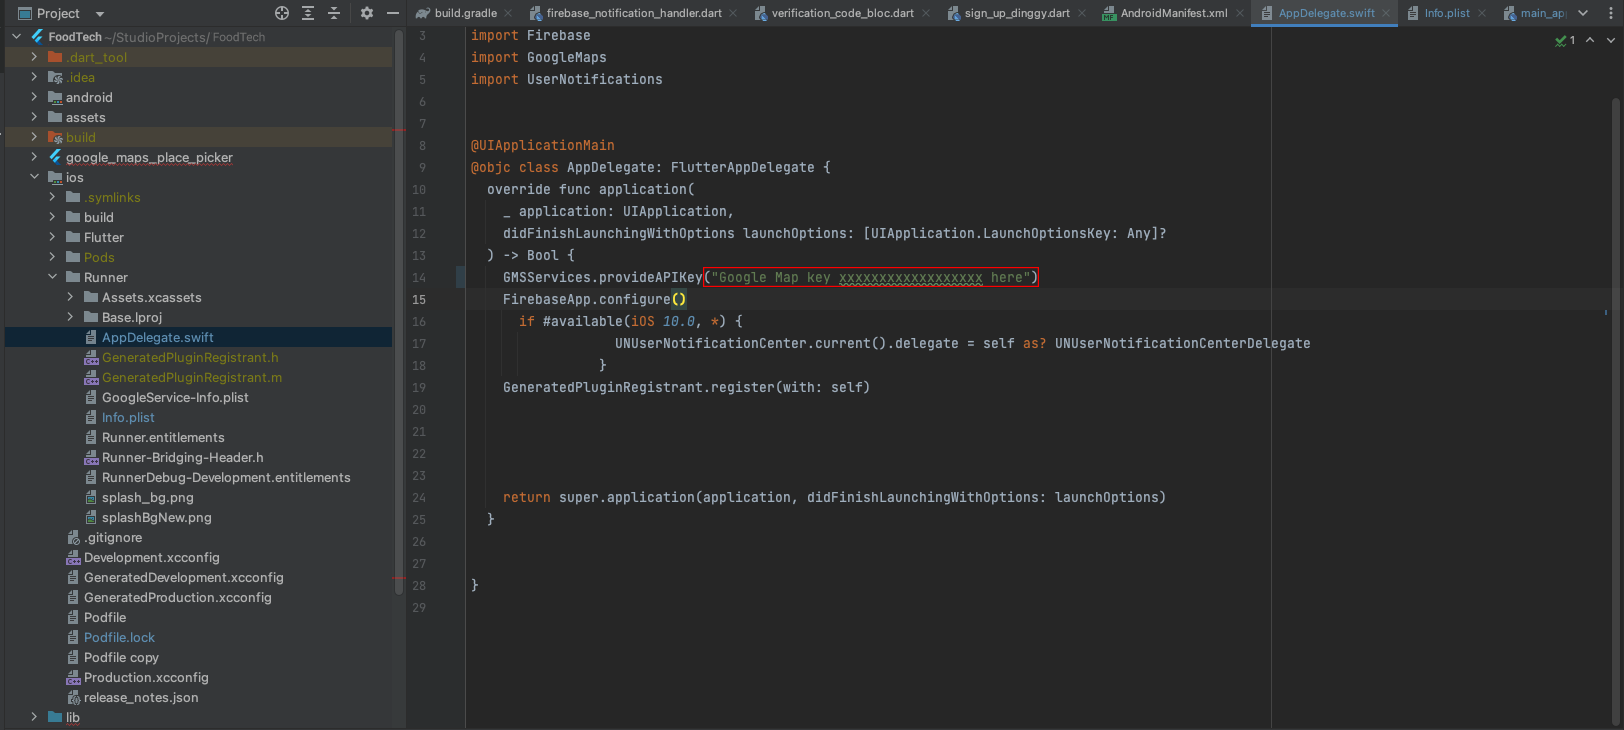 Project
build.gradle
firebase_notification_handler.dart
verification_code_bloc.dart
sign_up_dinggy.dart
AndroidManifest.xml
AppDelegate.swift
Info.plist
main_ap
FoodTech ~/StudioProjects/ FoodTech
.dart_tool
.idea
android
assets
build
google_maps_place_picker
ios
.symlinks
build
Flutter
Pods
Runner
Assets.xcassets
Base.lproj
AppDelegate.swift
GeneratedPluginRegistrant.h
GeneratedPluginRegistrant.m
GoogleService-Info.plist
Info.plist
Runner.entitlements
Runner-Bridging-Header.h
RunnerDebug-Development.entitlements
splash_bg.png
splashBgNew.png
.gitignore
Development.xcconfig
GeneratedDevelopment.xcconfig
GeneratedProduction.xcconfig
Podfile
Podfile.lock
Podfile copy
Production.xcconfig
release_notes.json
lib
1
3 import Firebase
4 import GoogleMaps
5 import UserNotifications
6
7
8 @UIApplicationMain
9 @objc class AppDelegate: FlutterAppDelegate {
10 override func application(
11 _ application: UIApplication,
12 didFinishLaunchingWithOptions launchOptions: [UIApplication.LaunchOptionsKey: Any]?
13 ) -> Bool {
14 GMSServices.provideAPIKey("Google Map key xxxxxxxxxxxxxxxxxx here")
15 FirebaseApp.configure()
16 if #available(iOS 10.0, *) {
17 UNUserNotificationCenter.current().delegate = self as? UNUserNotificationCenterDelegate
18 }
19 GeneratedPluginRegistrant.register(with: self)
20
21
22
23
24 return super.application(application, didFinishLaunchingWithOptions: launchOptions)
25 }
26
27
28 }
29